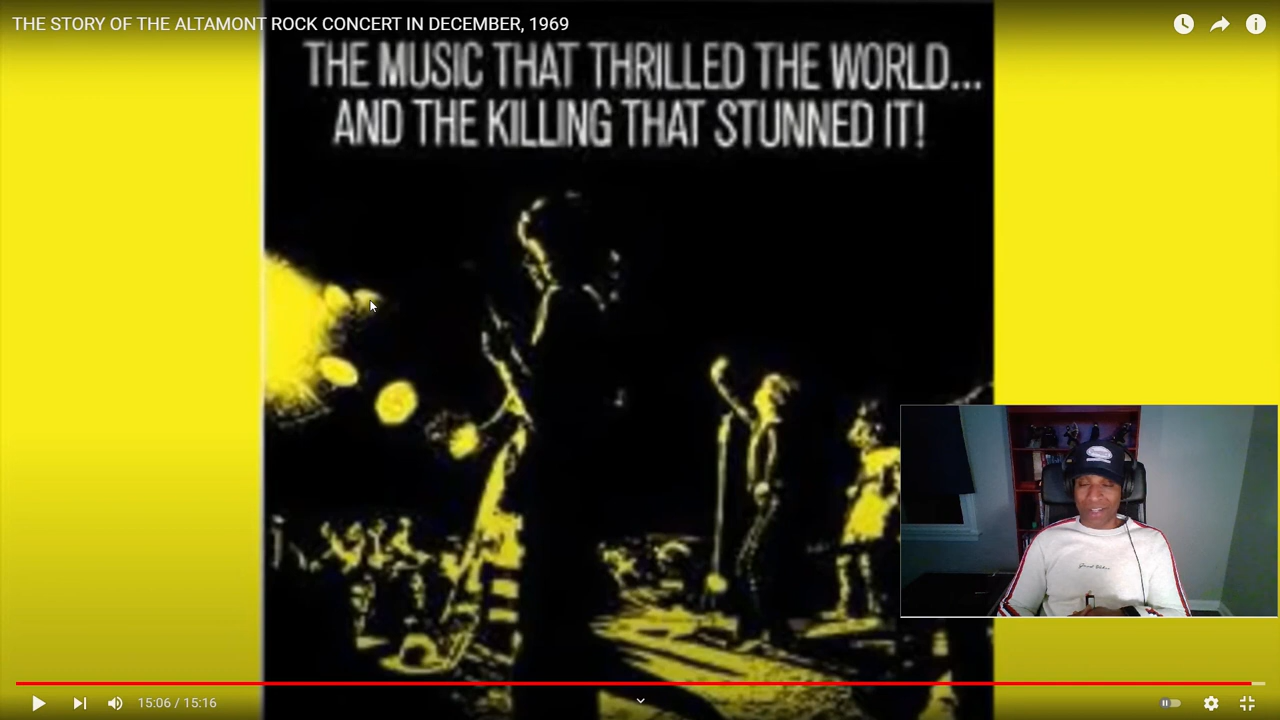 THE STORY OF THE ALTAMONT ROCK CONCERT IN DECEMBER, 1969
THE MUSIC THAT THRILLED THE WORLD...
AND THE KILLING THAT STUNNED IT!
15:06 / 15:16